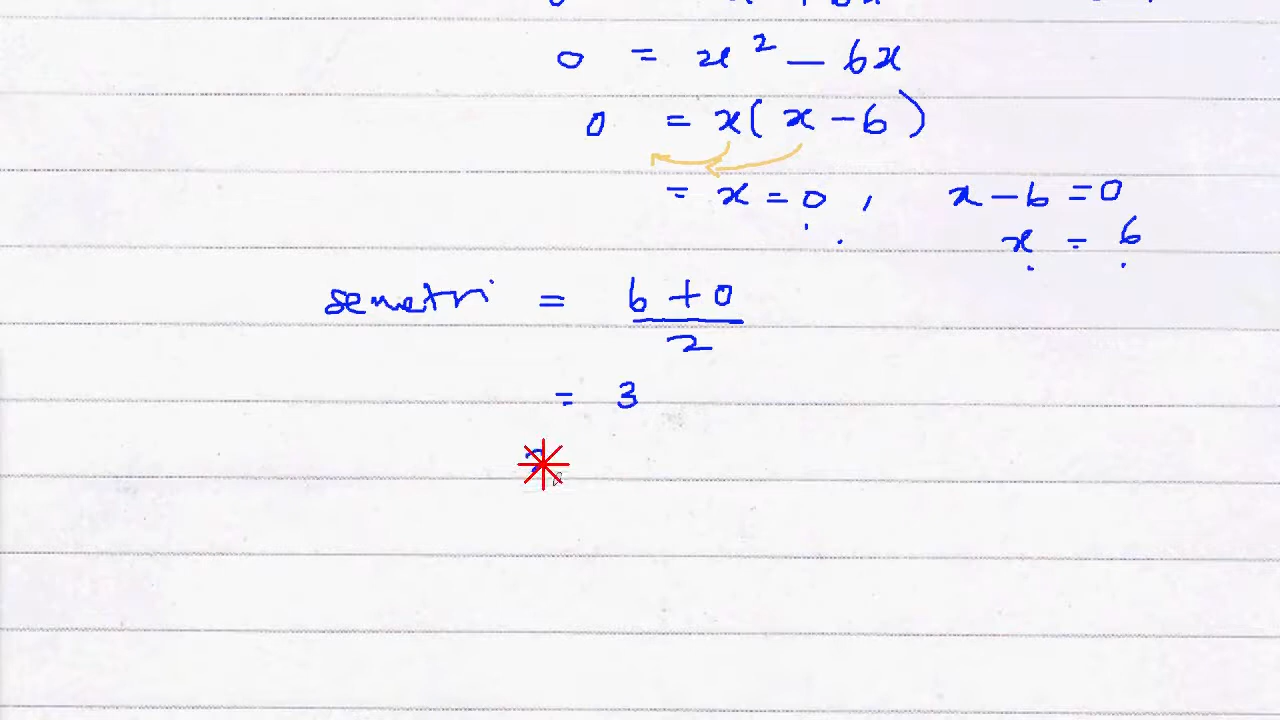 0 = x² - 6x
0 = x(x - 6)
= x = 0, x - 6 = 0
x = 6
semetri = 6 + 0
2
= 3